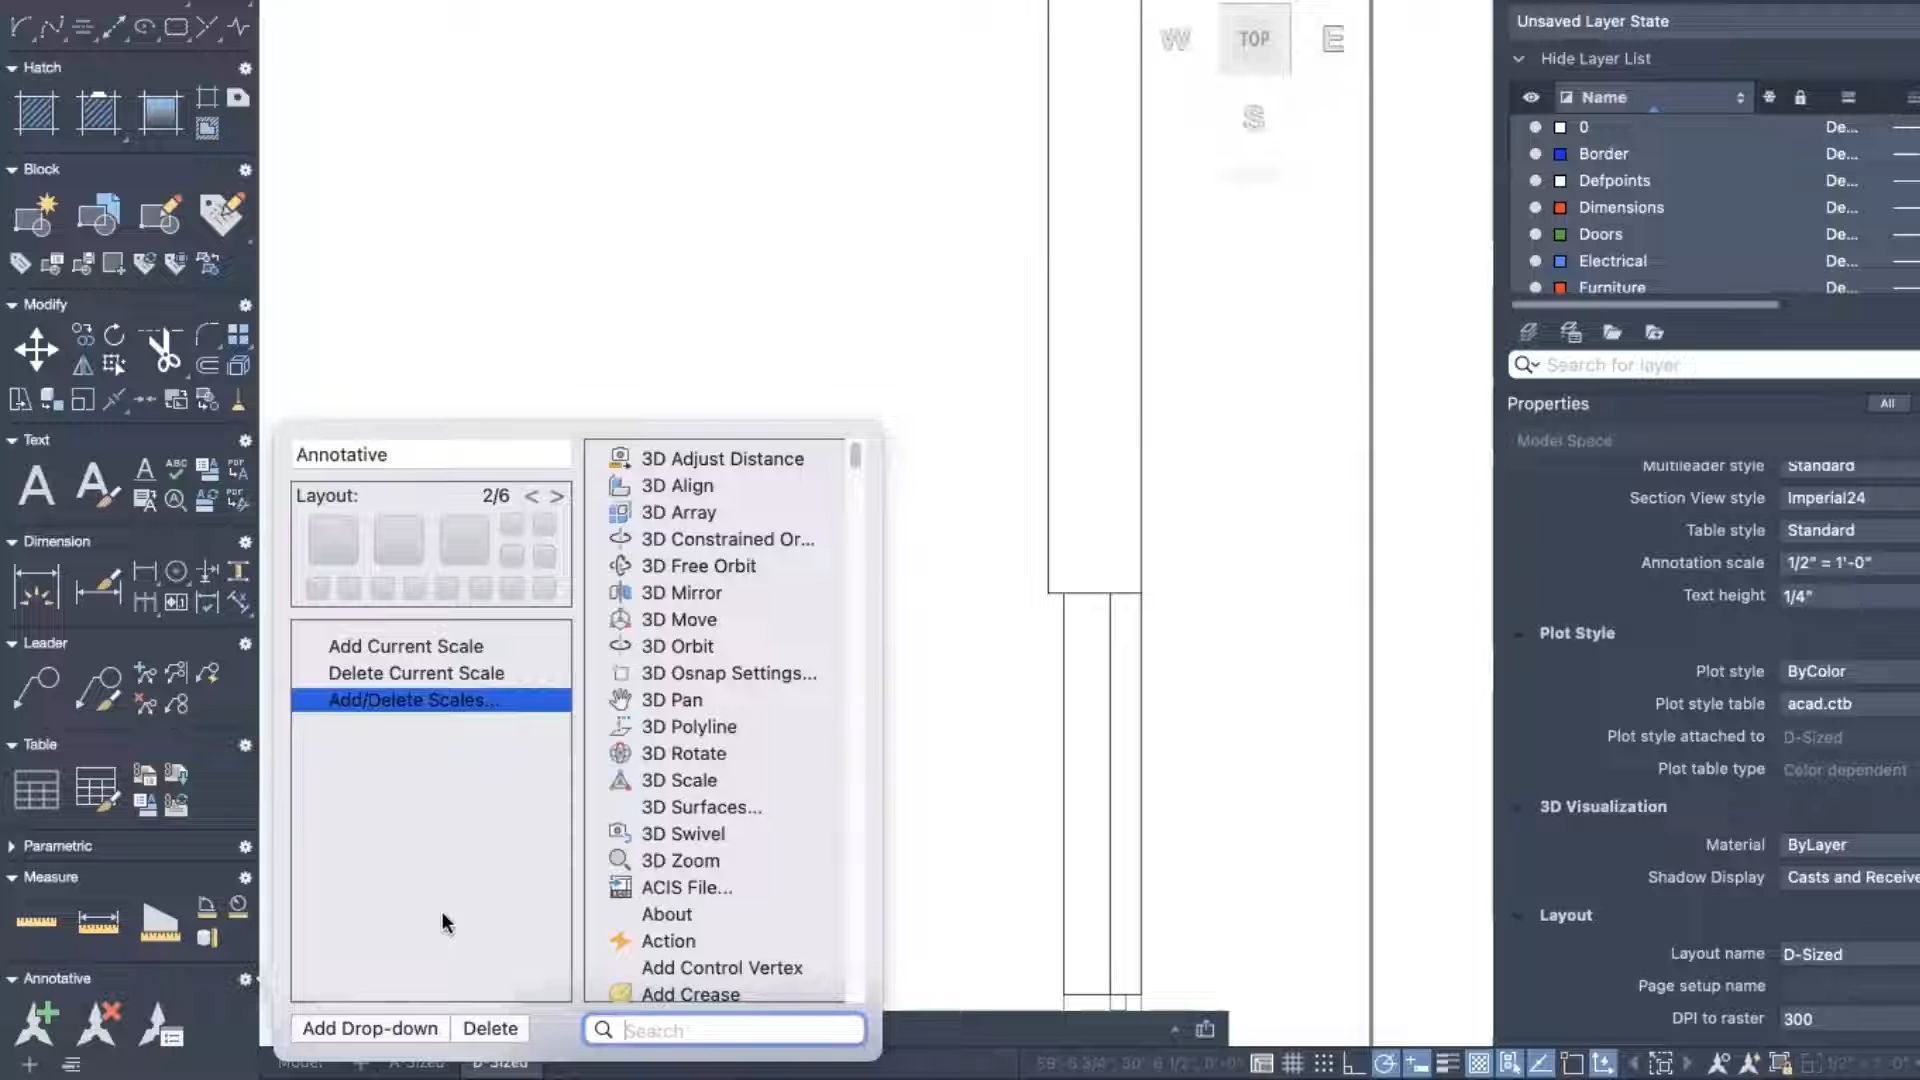 Hatch
Block
Modify
Text
Dimension
Leader
Table
Parametric
Measure
Annotative
Annotative
Layout: 2/6 < >
Add Current Scale
Delete Current Scale
Add/Delete Scales...
Add Drop-down
Delete
3D Adjust Distance
3D Align
3D Array
3D Constrained Or...
3D Free Orbit
3D Mirror
3D Move
3D Orbit
3D Osnap Settings...
3D Pan
3D Polyline
3D Rotate
3D Scale
3D Surfaces...
3D Swivel
3D Zoom
ACIS File...
About
Action
Add Control Vertex
Add Crease
Search
W TOP E
S
Model A-Sized D-Sized
Unsaved Layer State
Hide Layer List
Name
0 De...
Border De...
Defpoints De...
Dimensions De...
Doors De...
Electrical De...
Furniture De...
Search for layer
Properties All
Model Space
Multileader style Standard
Section View style Imperial24
Table style Standard
Annotation scale 1/2" = 1'-0"
Text height 1/4"
Plot Style
Plot style ByColor
Plot style table acad.ctb
Plot style attached to D-Sized
Plot table type Color dependent
3D Visualization
Material ByLayer
Shadow Display Casts and Receive
Layout
Layout name D-Sized
Page setup name
DPI to raster 300